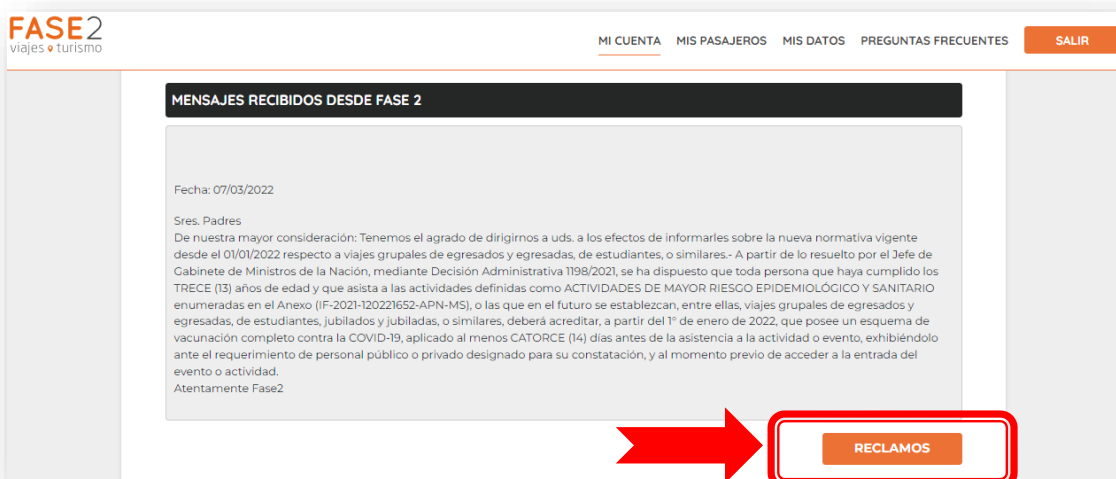 FASE2
viajes turismo
MI CUENTA MIS PASAJEROS MIS DATOS PREGUNTAS FRECUENTES SALIR
MENSAJES RECIBIDOS DESDE FASE 2
Fecha: 07/03/2022
Sres. Padres
De nuestra mayor consideración: Tenemos el agrado de dirigirnos a uds. a los efectos de informarles sobre la nueva normativa vigente
desde el 01/01/2022 respecto a viajes grupales de egresados y egresadas, de estudiantes, o similares.- A partir de lo resuelto por el Jefe de
Gabinete de Ministros de la Nación, mediante Decisión Administrativa 1198/2021, se ha dispuesto que toda persona que haya cumplido los
TRECE (13) años de edad y que asista a las actividades definidas como ACTIVIDADES DE MAYOR RIESGO EPIDEMIOLÓGICO Y SANITARIO
enumeradas en el Anexo (IF-2021-120221652-APN-MS), o las que en el futuro se establezcan, entre ellas, viajes grupales de egresados y
egresadas, de estudiantes, jubilados y jubiladas, o similares, deberá acreditar, a partir del 1° de enero de 2022, que posee un esquema de
vacunación completo contra la COVID-19, aplicado al menos CATORCE (14) días antes de la asistencia a la actividad o evento, exhibiéndolo
ante el requerimiento de personal público o privado designado para su constatación, y al momento previo de acceder a la entrada del
evento o actividad.
Atentamente Fase2
RECLAMOS